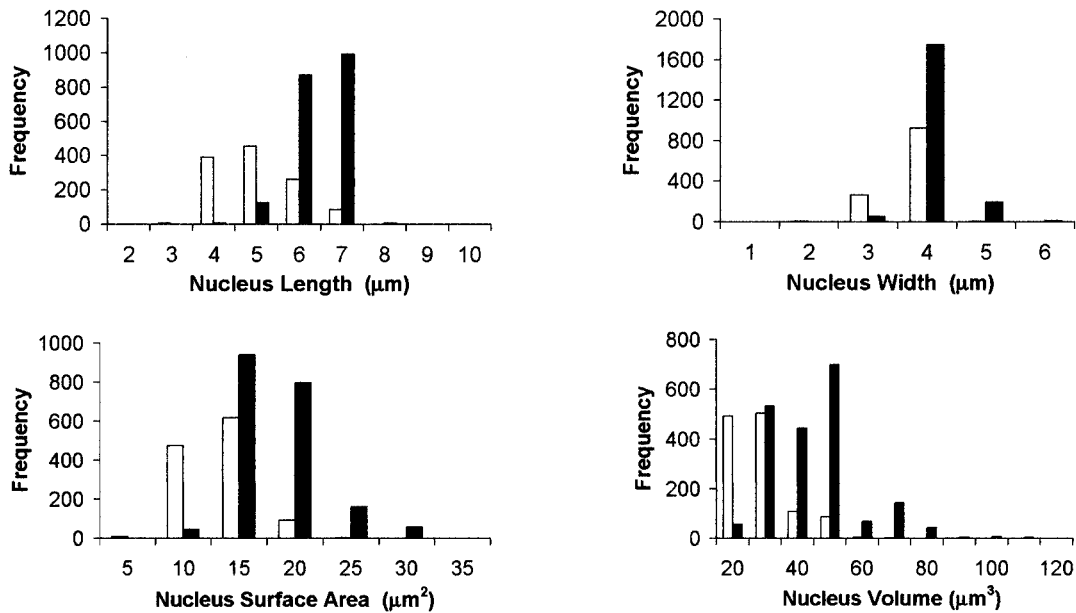 1200
1000
800
600
400
200
0
Frequency
2 3 4 5 6 7 8 9 10
Nucleus Length (µm)
2000
1600
1200
800
400
0
Frequency
1 2 3 4 5 6
Nucleus Width (µm)
1000
800
600
400
200
0
Frequency
5 10 15 20 25 30 35
Nucleus Surface Area (µm²)
800
600
400
200
0
Frequency
20 40 60 80 100 120
Nucleus Volume (µm³)